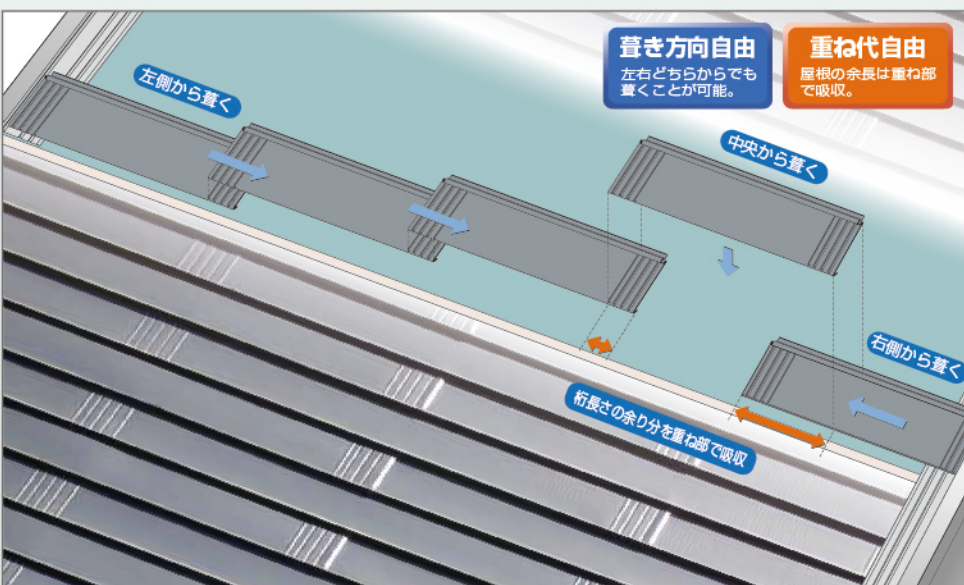 葺き方向自由
左右どちらからでも
葺くことが可能。
重ね代自由
屋根の余長は重ね部
で吸収。
左側から葺く
中央から葺く
右側から葺く
桁長さの余り分を重ね部で吸収